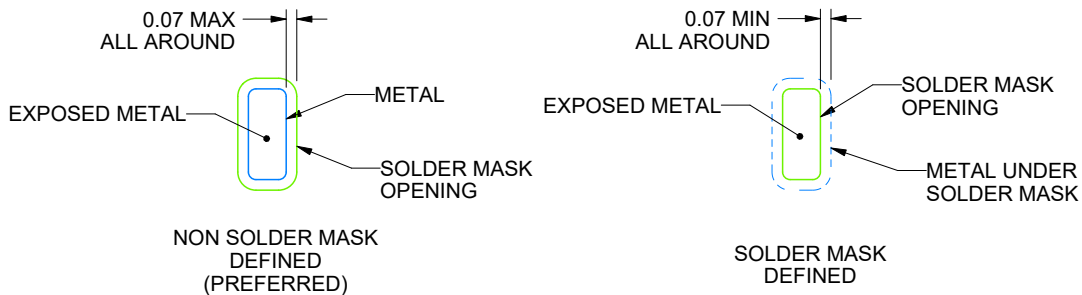 0.07 MAX
ALL AROUND
EXPOSED METAL
METAL
SOLDER MASK
OPENING
NON SOLDER MASK
DEFINED
(PREFERRED)
0.07 MIN
ALL AROUND
EXPOSED METAL
SOLDER MASK
OPENING
METAL UNDER
SOLDER MASK
SOLDER MASK
DEFINED